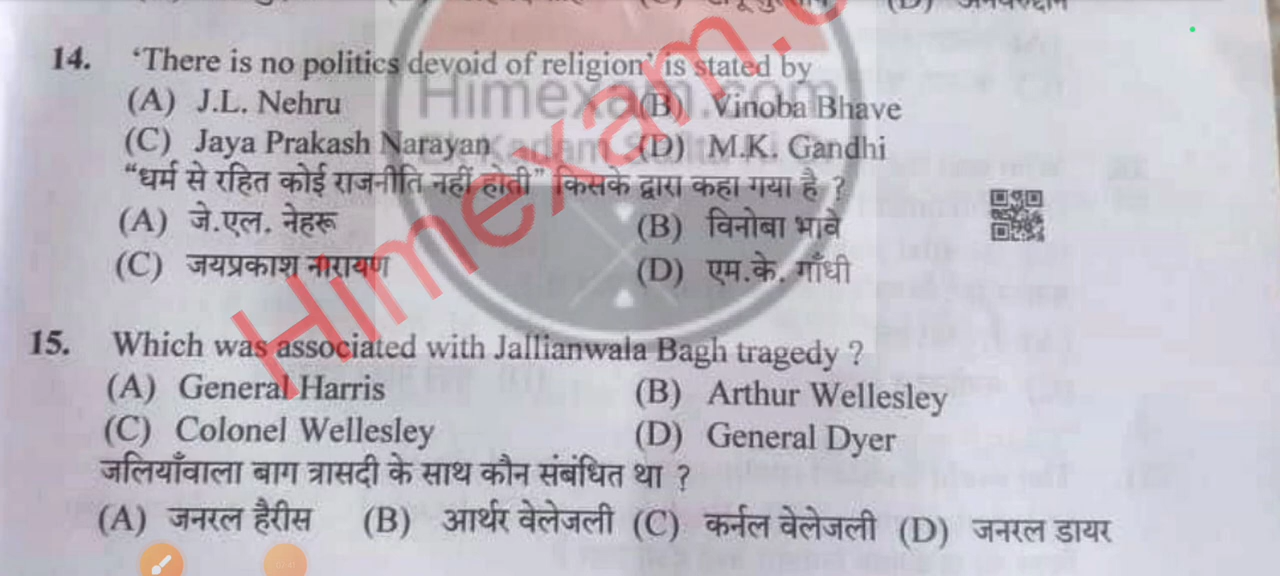 14. ‘There is no politics devoid of religion’ is stated by
(A) J.L. Nehru (B) Vinoba Bhave
(C) Jaya Prakash Narayan (D) M.K. Gandhi
“धर्म से रहित कोई राजनीति नहीं होती” किसके द्वारा कहा गया है ?
(A) जे.एल. नेहरू (B) विनोबा भावे
(C) जयप्रकाश नारायण (D) एम.के. गाँधी
15. Which was associated with Jallianwala Bagh tragedy ?
(A) General Harris (B) Arthur Wellesley
(C) Colonel Wellesley (D) General Dyer
जलियाँवाला बाग त्रासदी के साथ कौन संबंधित था ?
(A) जनरल हैरीस (B) आर्थर वेलेजली (C) कर्नल वेलेजली (D) जनरल डायर
Himexam.com
Himexam.c